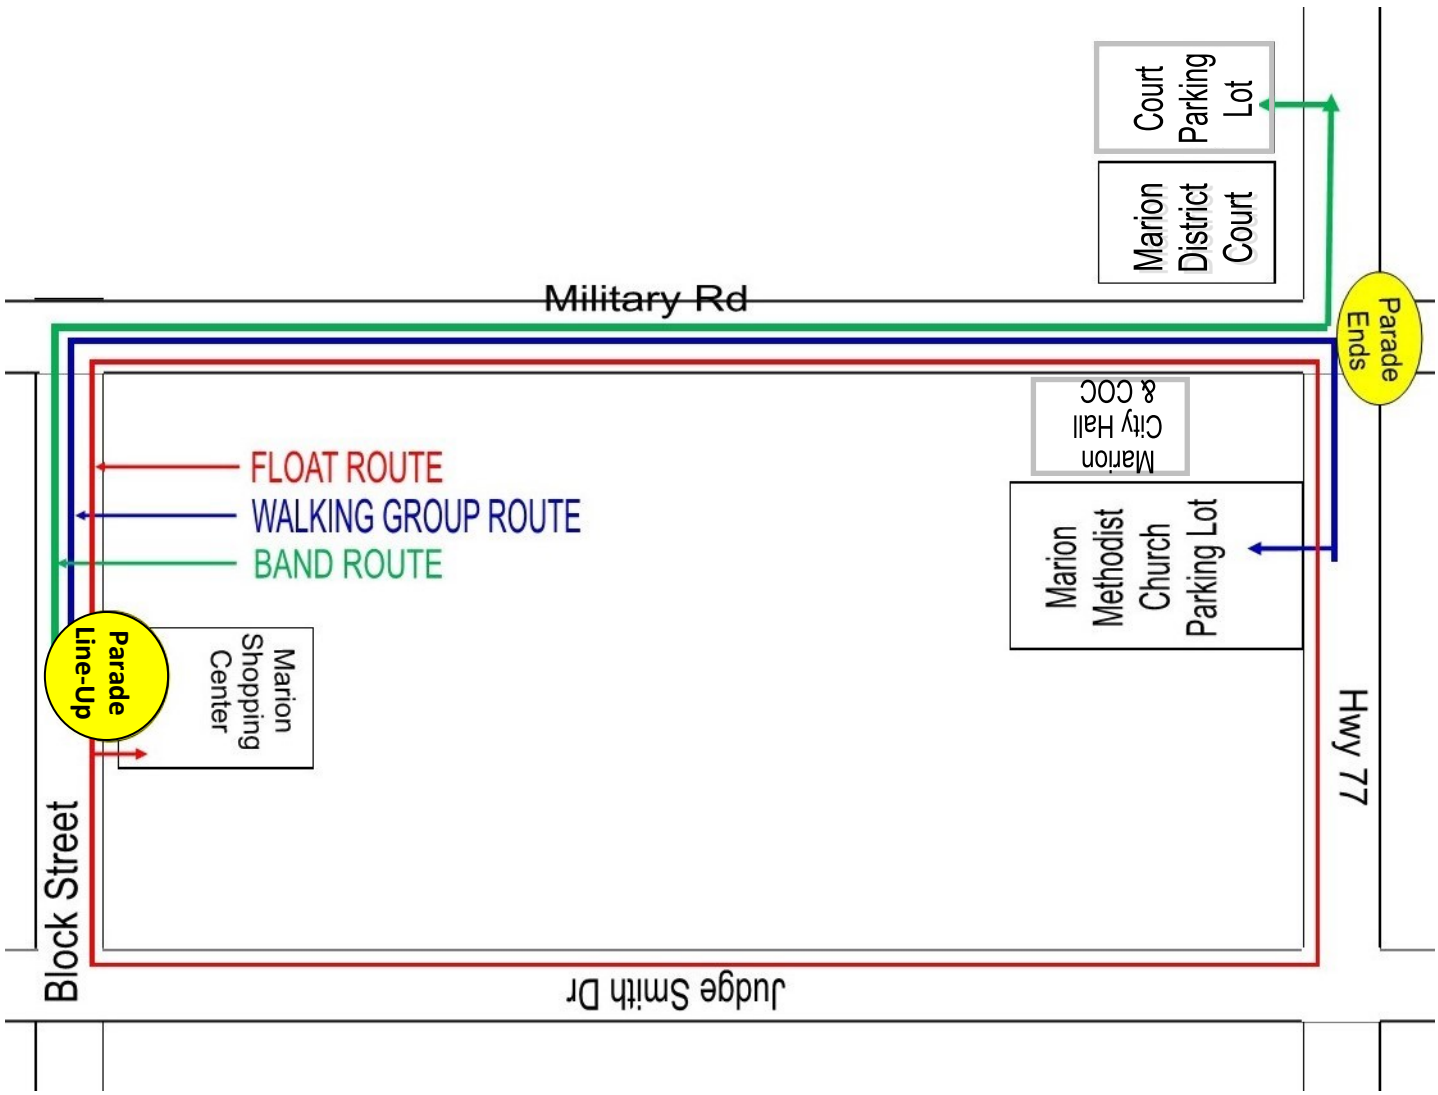 Court
Parking
Lot
Marion
District
Court
Military Rd
Parade
Ends
Marion
City Hall
& COC
FLOAT ROUTE
WALKING GROUP ROUTE
BAND ROUTE
Marion
Methodist
Church
Parking Lot
Parade
Line-Up
Marion
Shopping
Center
Hwy 77
Block Street
Judge Smith Dr